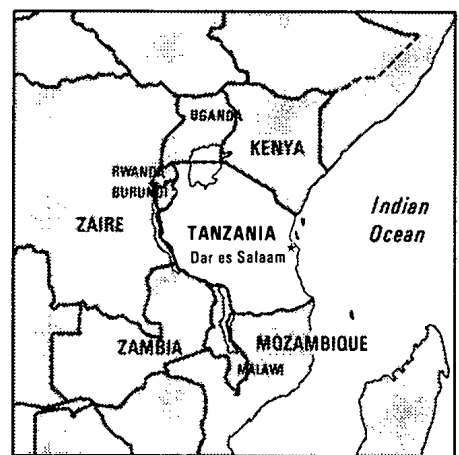 UGANDA
KENYA
RWANDA
BURUNDI
ZAIRE
TANZANIA
Indian
Ocean
Dar es Salaam
ZAMBIA
MOZAMBIQUE
MALAWI